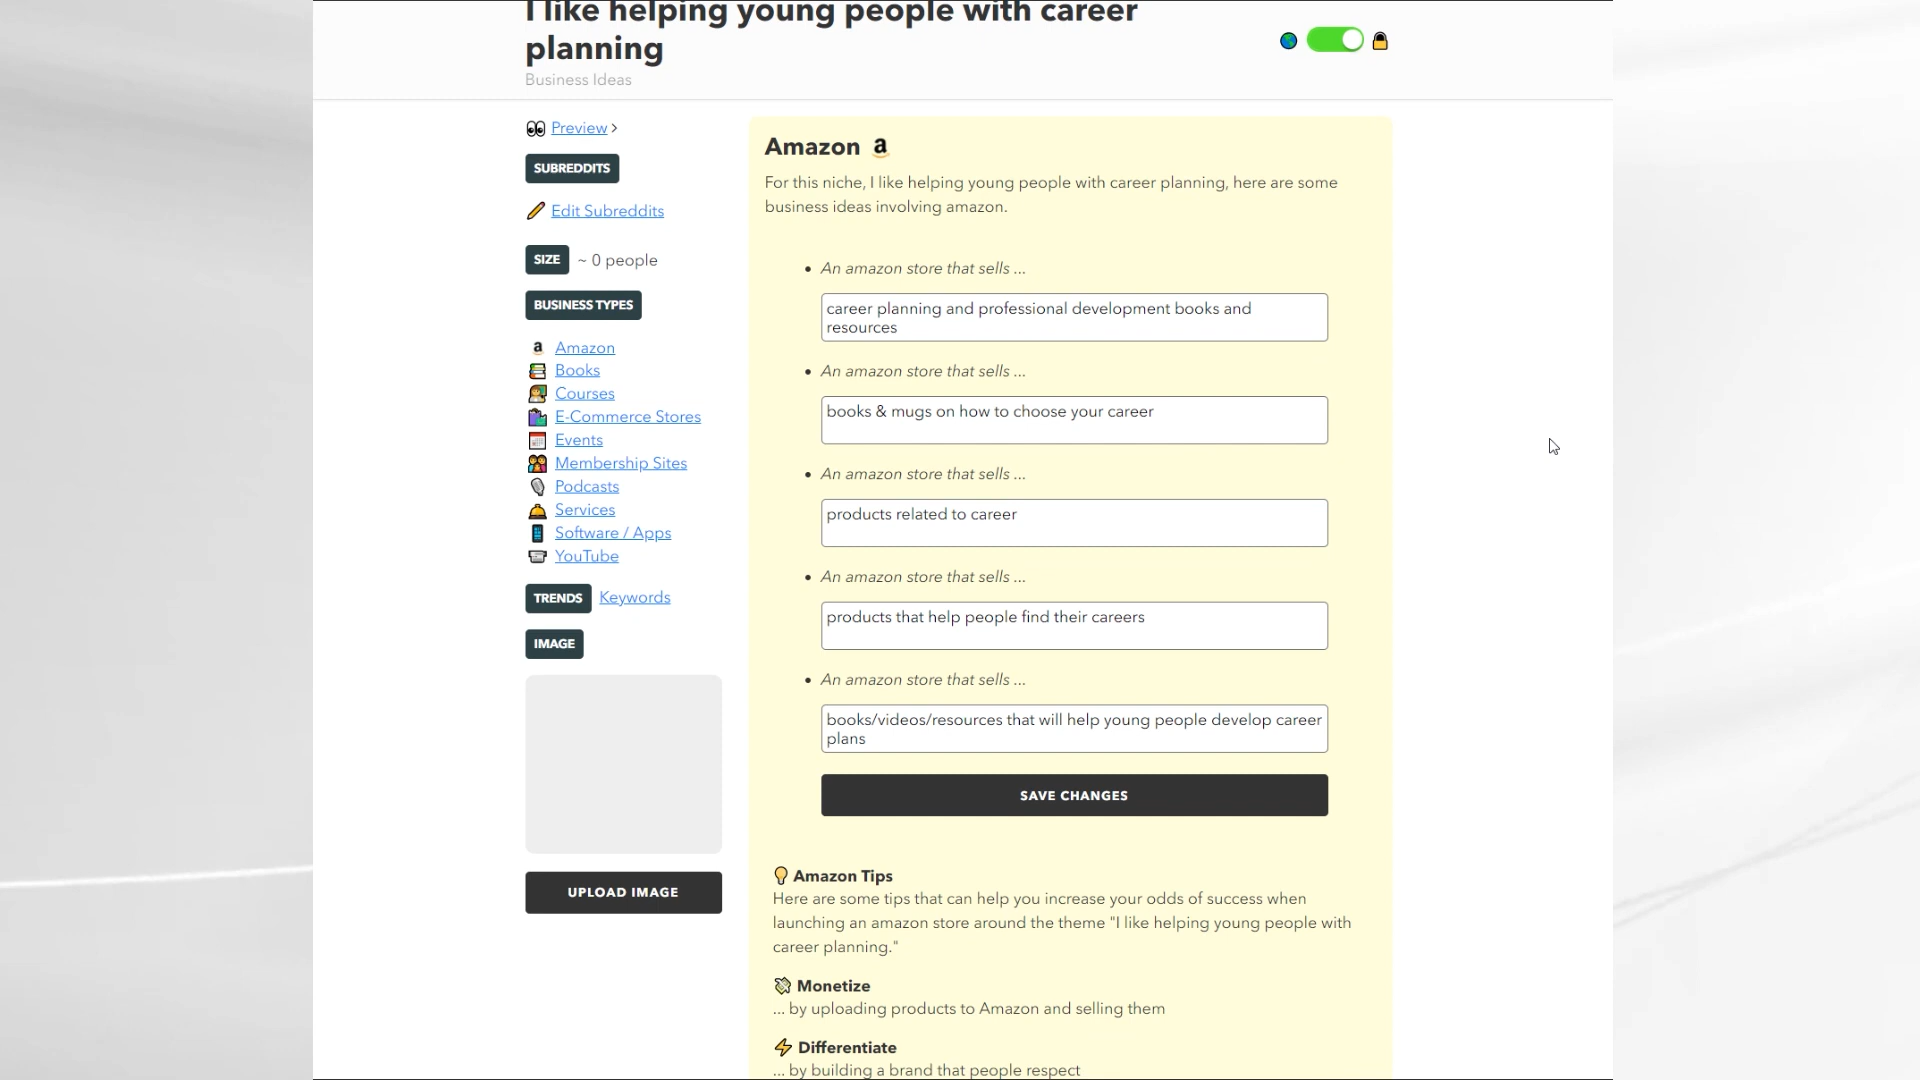 I like helping young people with career
planning
Business Ideas
Preview >
SUBREDDITS
Edit Subreddits
SIZE ~ 0 people
BUSINESS TYPES
Amazon
Books
Courses
E-Commerce Stores
Events
Membership Sites
Podcasts
Services
Software / Apps
YouTube
TRENDS Keywords
IMAGE
UPLOAD IMAGE
Amazon a
For this niche, I like helping young people with career planning, here are some
business ideas involving amazon.
• An amazon store that sells ...
career planning and professional development books and
resources
• An amazon store that sells ...
books & mugs on how to choose your career
• An amazon store that sells ...
products related to career
• An amazon store that sells ...
products that help people find their careers
• An amazon store that sells ...
books/videos/resources that will help young people develop career
plans
SAVE CHANGES
Amazon Tips
Here are some tips that can help you increase your odds of success when
launching an amazon store around the theme "I like helping young people with
career planning."
Monetize
... by uploading products to Amazon and selling them
Differentiate
... by building a brand that people respect